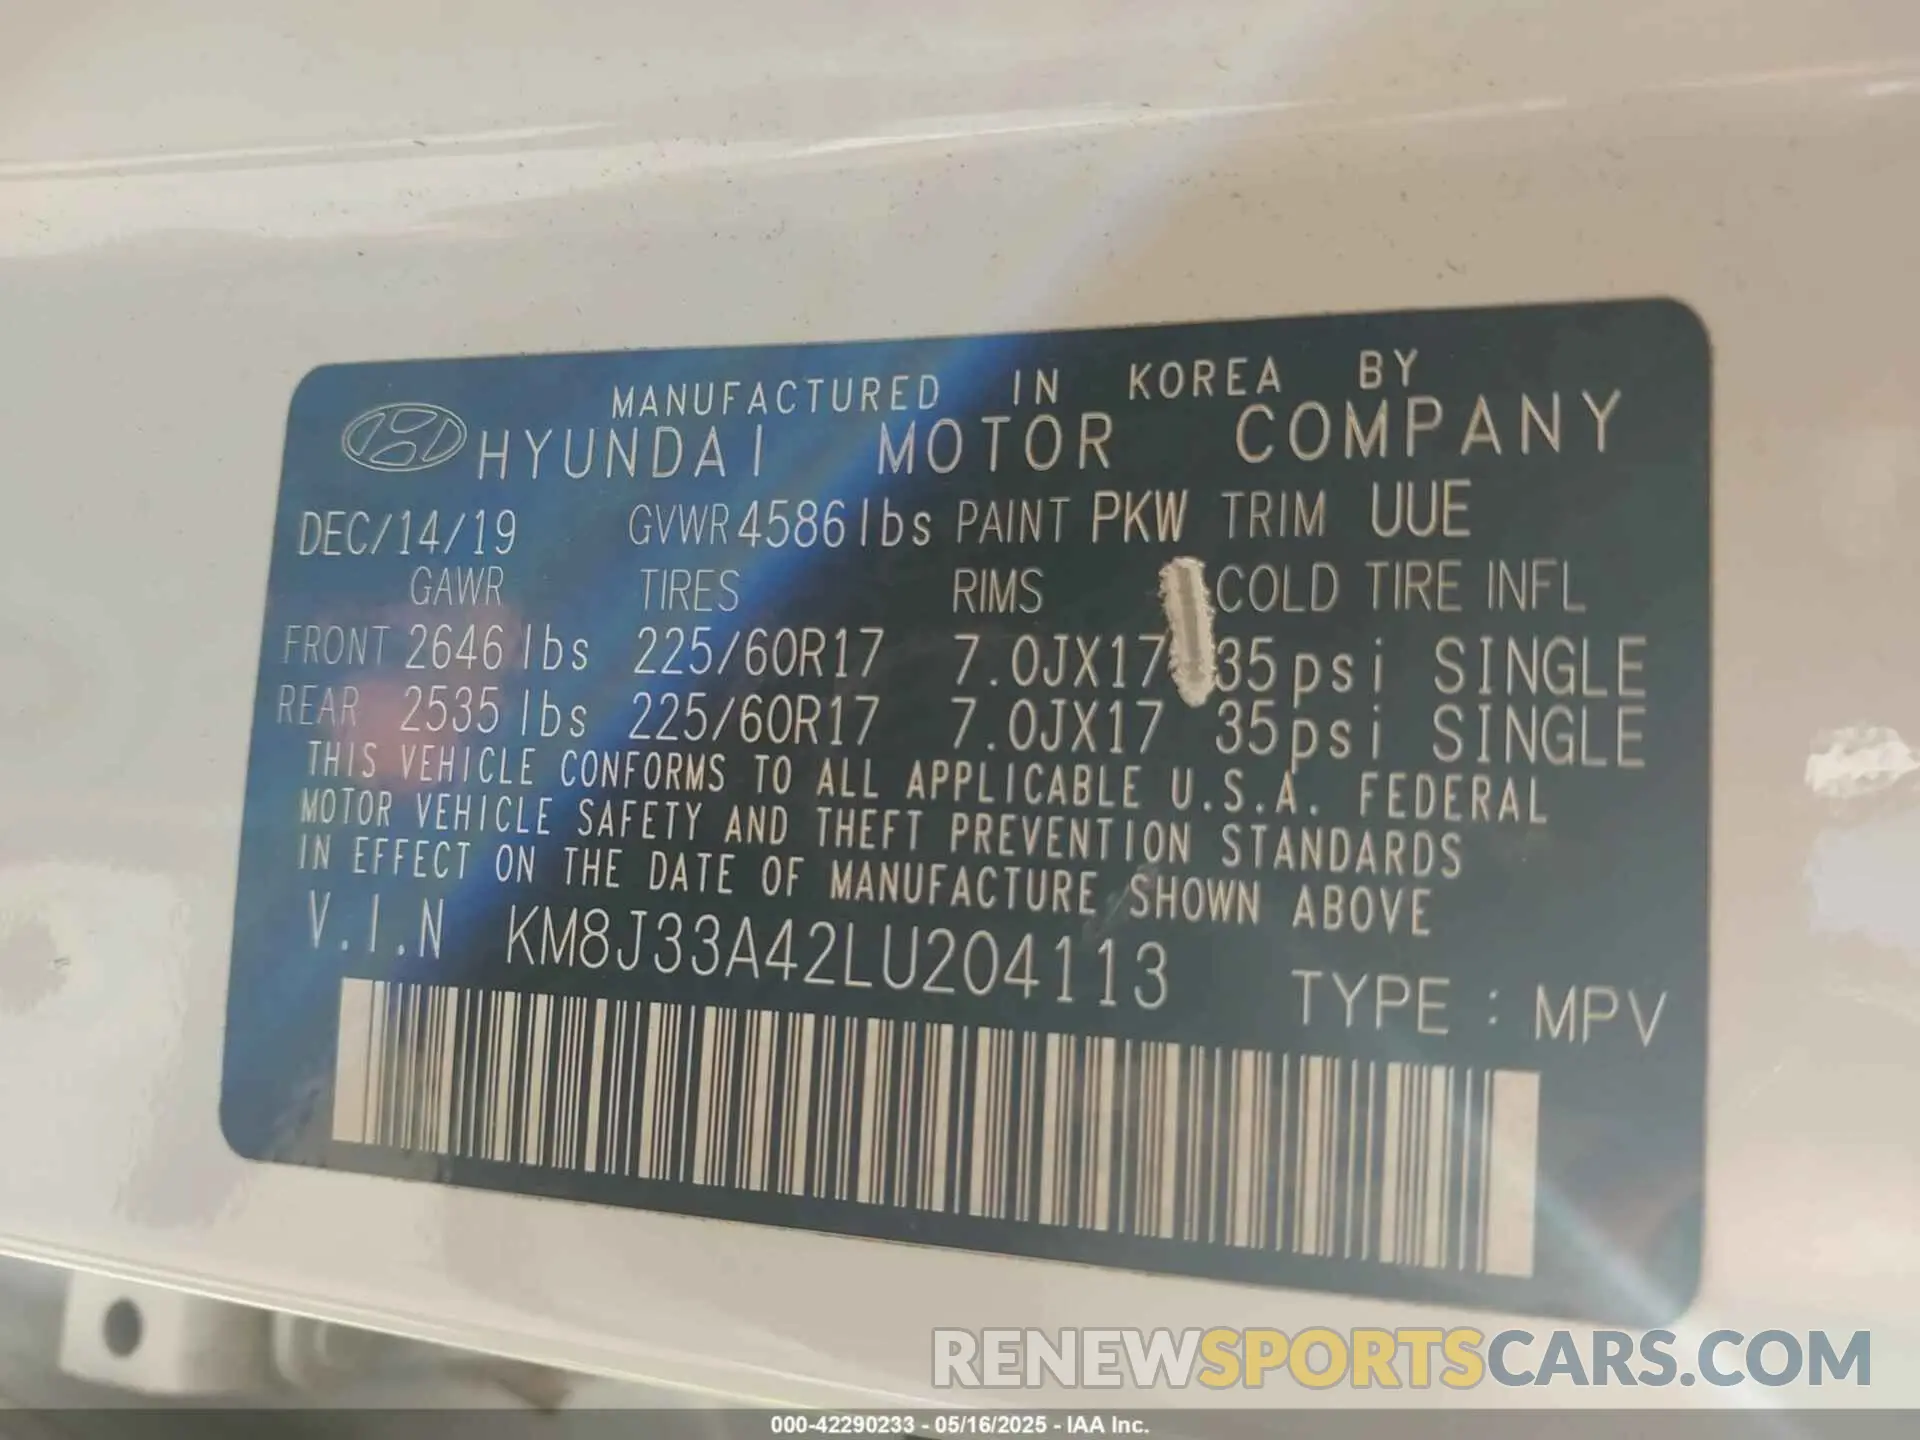 MANUFACTURED IN KOREA BY
HYUNDAI MOTOR COMPANY
DEC/14/19 GVWR 4586 lbs PAINT PKW TRIM UUE
GAWR TIRES RIMS COLD TIRE INFL
FRONT 2646 lbs 225/60R17 7.0JX17 35psi SINGLE
REAR 2535 lbs 225/60R17 7.0JX17 35psi SINGLE
THIS VEHICLE CONFORMS TO ALL APPLICABLE U.S.A. FEDERAL
MOTOR VEHICLE SAFETY AND THEFT PREVENTION STANDARDS
IN EFFECT ON THE DATE OF MANUFACTURE SHOWN ABOVE
V.I.N KM8J33A42LU204113
TYPE : MPV
RENEWSPORTSCARS.COM
000-42290233 - 05/16/2025 - IAA Inc.